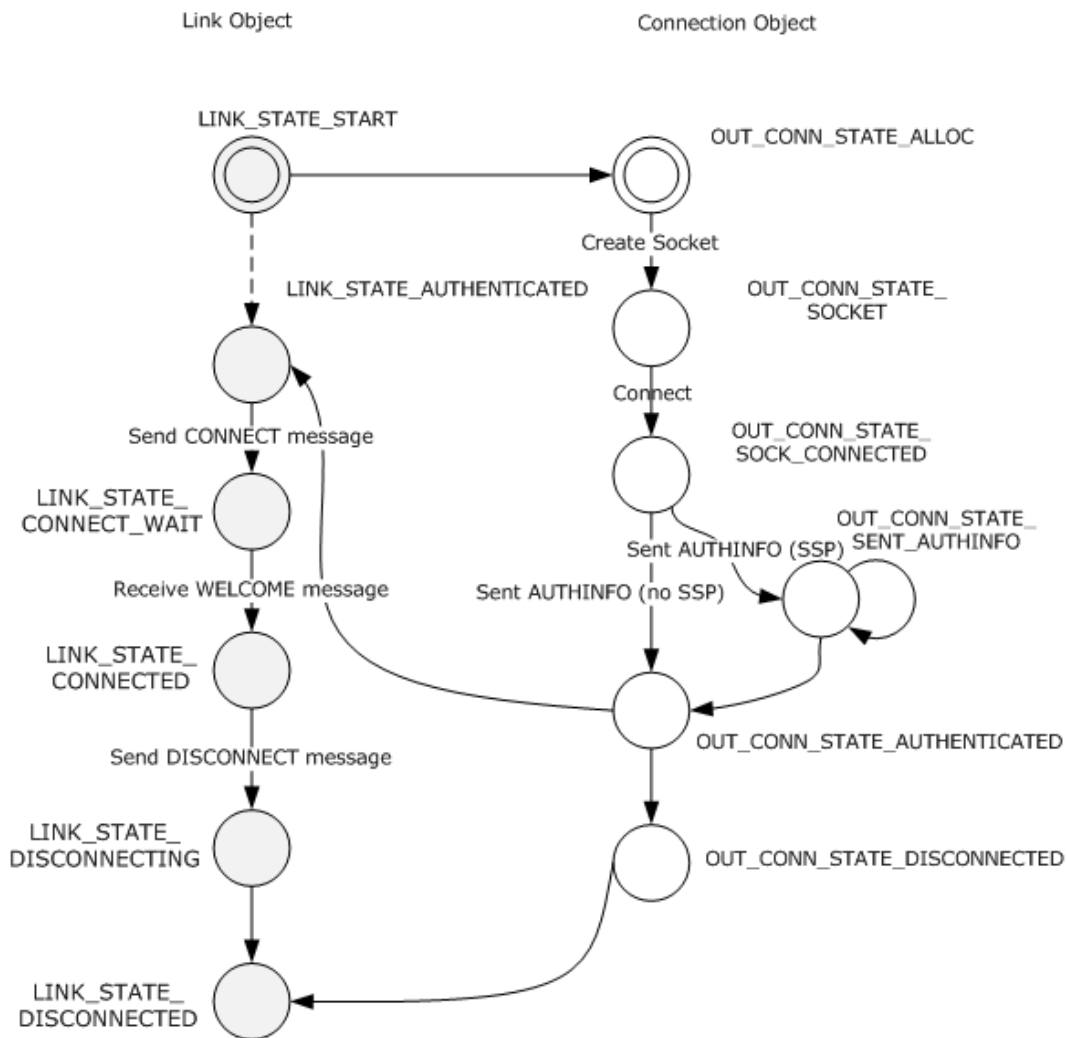 Link Object
Connection Object
LINK_STATE_START
OUT_CONN_STATE_ALLOC
Create Socket
LINK_STATE_AUTHENTICATED
OUT_CONN_STATE_
SOCKET
Connect
Send CONNECT message
OUT_CONN_STATE_
SOCK_CONNECTED
LINK_STATE_
CONNECT_WAIT
OUT_CONN_STATE_
SENT_AUTHINFO
Sent AUTHINFO (SSP)
Receive WELCOME message
Sent AUTHINFO (no SSP)
LINK_STATE_
CONNECTED
OUT_CONN_STATE_AUTHENTICATED
Send DISCONNECT message
LINK_STATE_
DISCONNECTING
OUT_CONN_STATE_DISCONNECTED
LINK_STATE_
DISCONNECTED